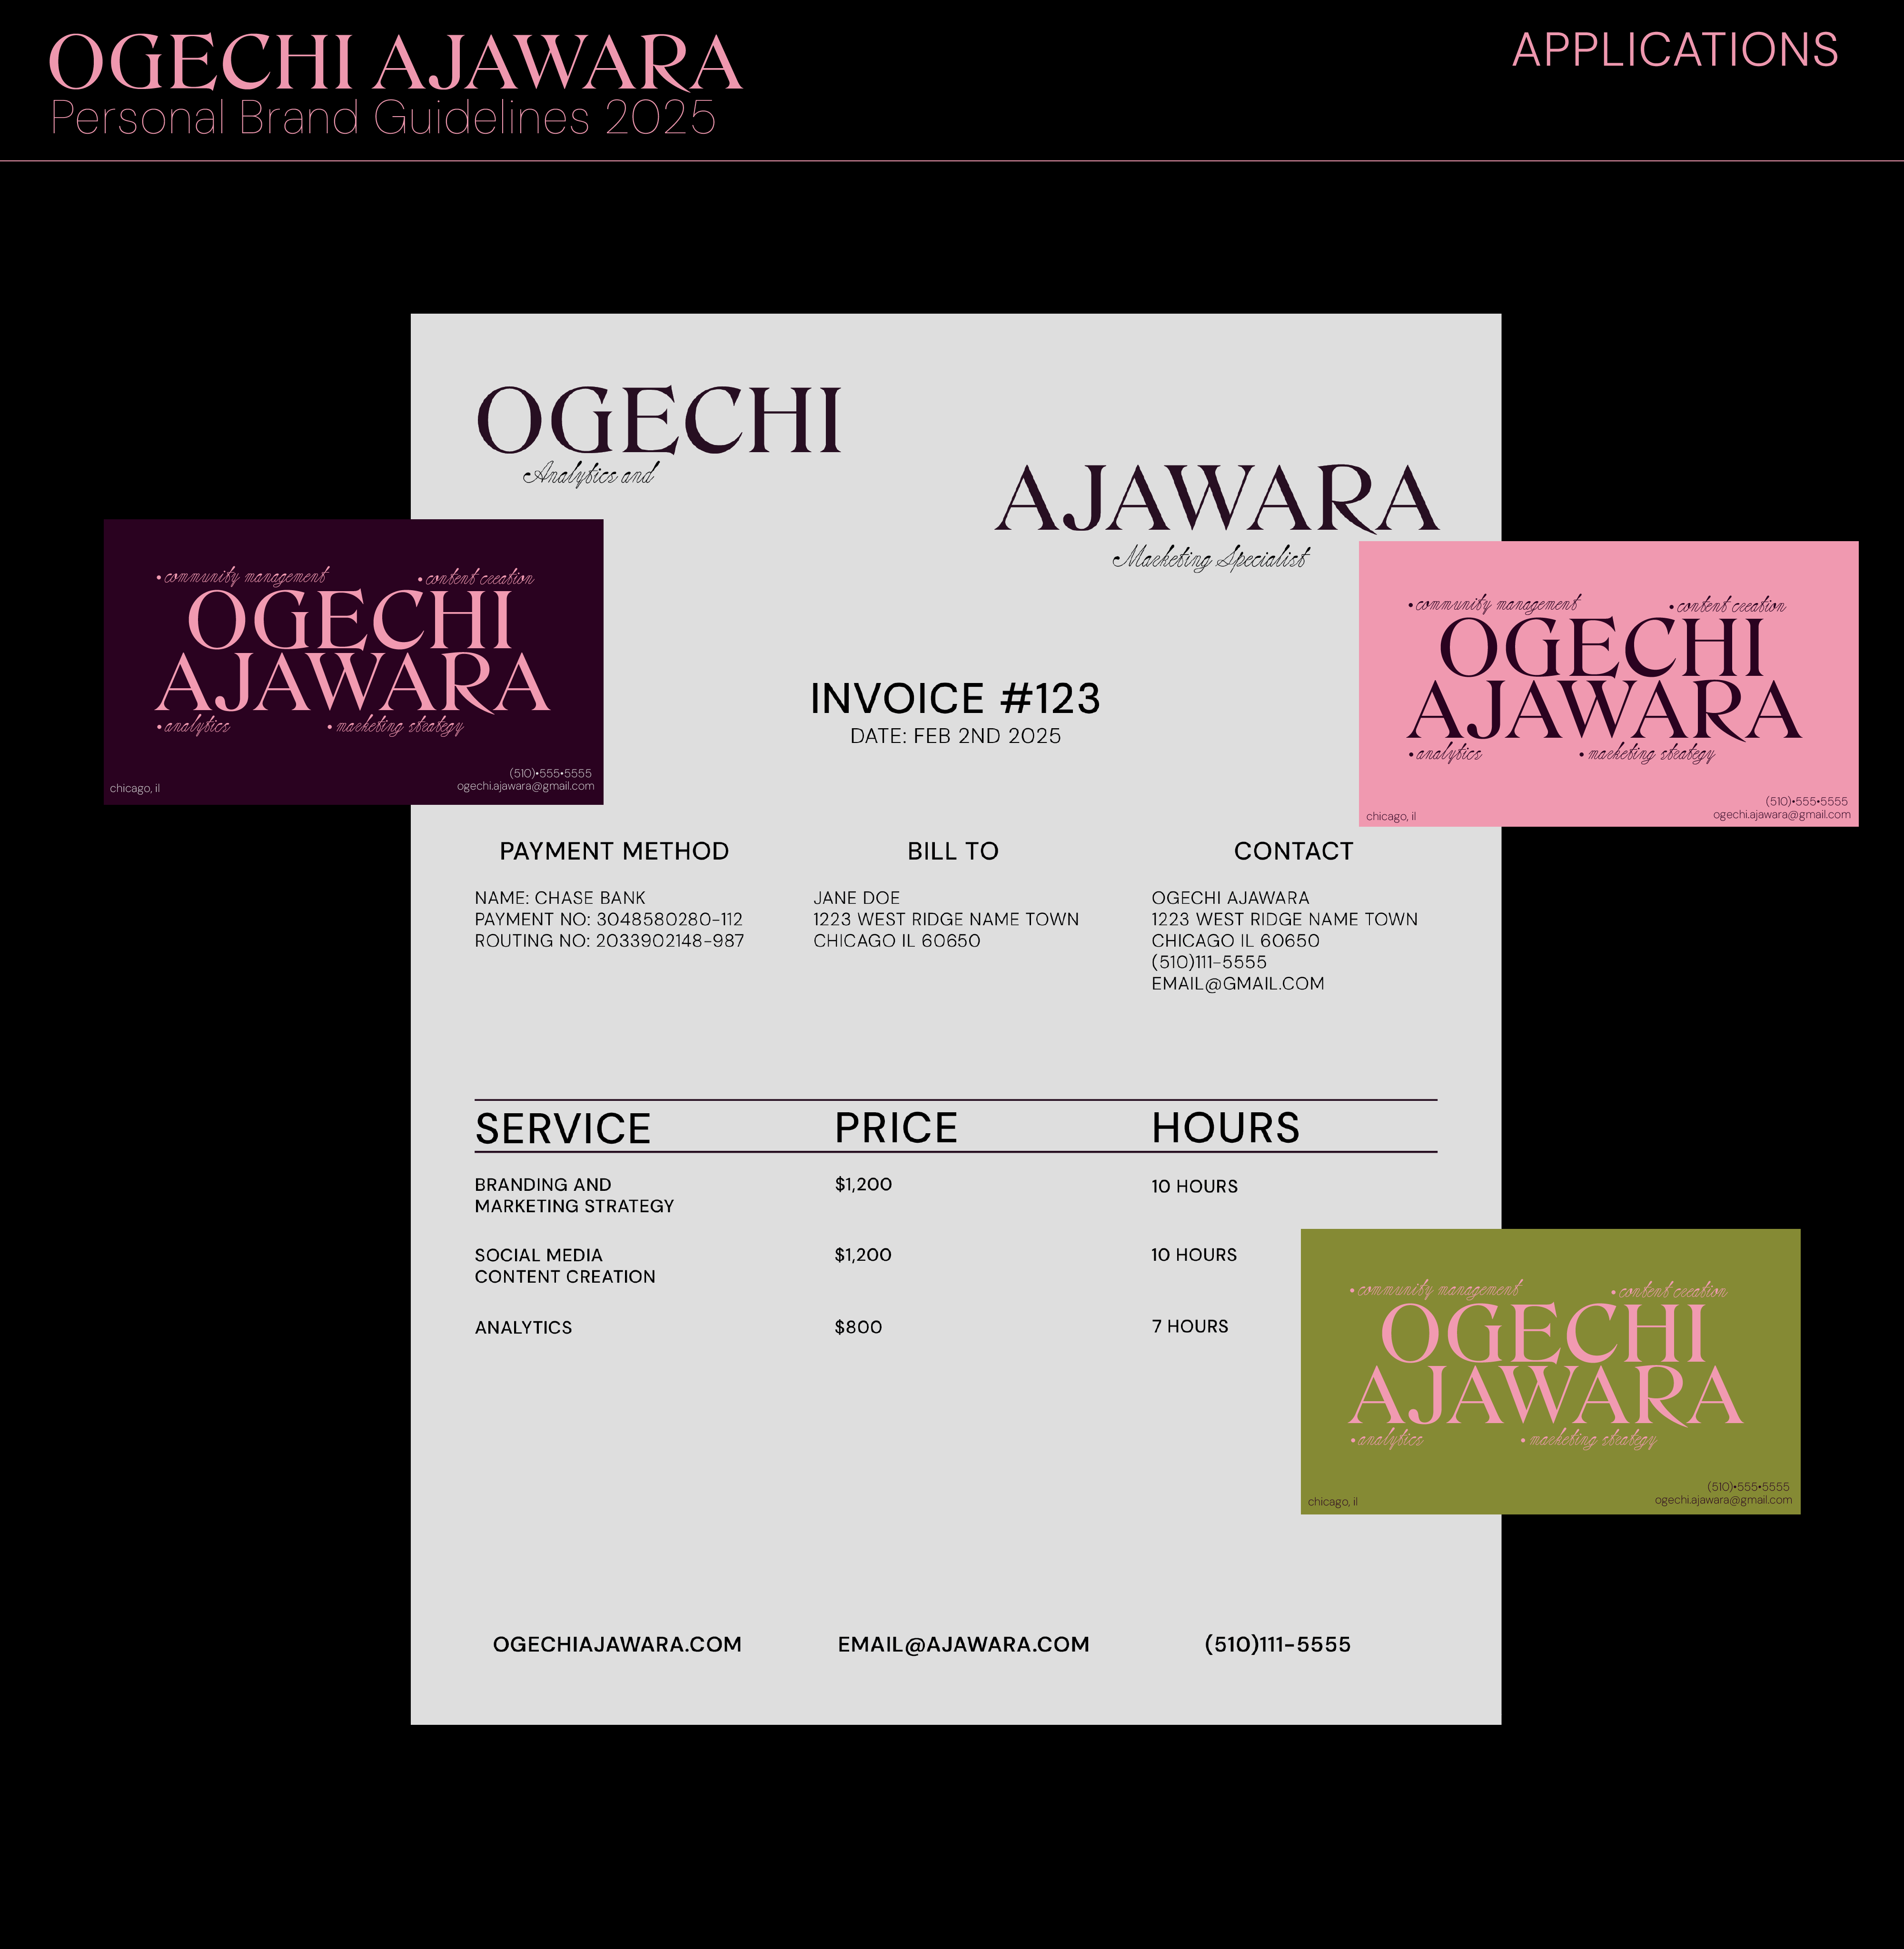 OGECHI AJAWARA
Personal Brand Guidelines 2025
APPLICATIONS
OGECHI
Analytics and
AJAWARA
Marketing Specialist
•community management
•content creation
OGECHI
AJAWARA
•analytics
•marketing strategy
chicago, il
(510)•555•5555
ogechi.ajawara@gmail.com
•community management
•content creation
OGECHI
AJAWARA
•analytics
•marketing strategy
chicago, il
(510)•555•5555
ogechi.ajawara@gmail.com
INVOICE #123
DATE: FEB 2ND 2025
PAYMENT METHOD
NAME: CHASE BANK
PAYMENT NO: 3048580280-112
ROUTING NO: 2033902148-987
BILL TO
JANE DOE
1223 WEST RIDGE NAME TOWN
CHICAGO IL 60650
CONTACT
OGECHI AJAWARA
1223 WEST RIDGE NAME TOWN
CHICAGO IL 60650
(510)111-5555
EMAIL@GMAIL.COM
SERVICE PRICE HOURS
BRANDING AND $1,200 10 HOURS
MARKETING STRATEGY
SOCIAL MEDIA $1,200 10 HOURS
CONTENT CREATION
ANALYTICS $800 7 HOURS
•community management
•content creation
OGECHI
AJAWARA
•analytics
•marketing strategy
chicago, il
(510)•555•5555
ogechi.ajawara@gmail.com
OGECHIAJAWARA.COM EMAIL@AJAWARA.COM (510)111-5555